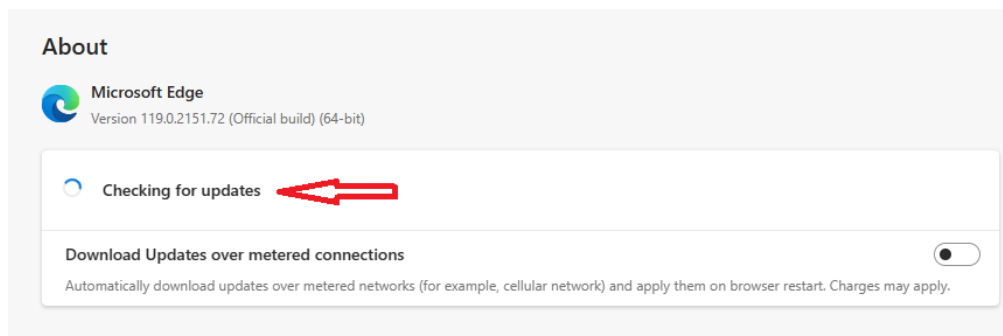 About
Microsoft Edge
Version 119.0.2151.72 (Official build) (64-bit)
Checking for updates
Download Updates over metered connections
Automatically download updates over metered networks (for example, cellular network) and apply them on browser restart. Charges may apply.